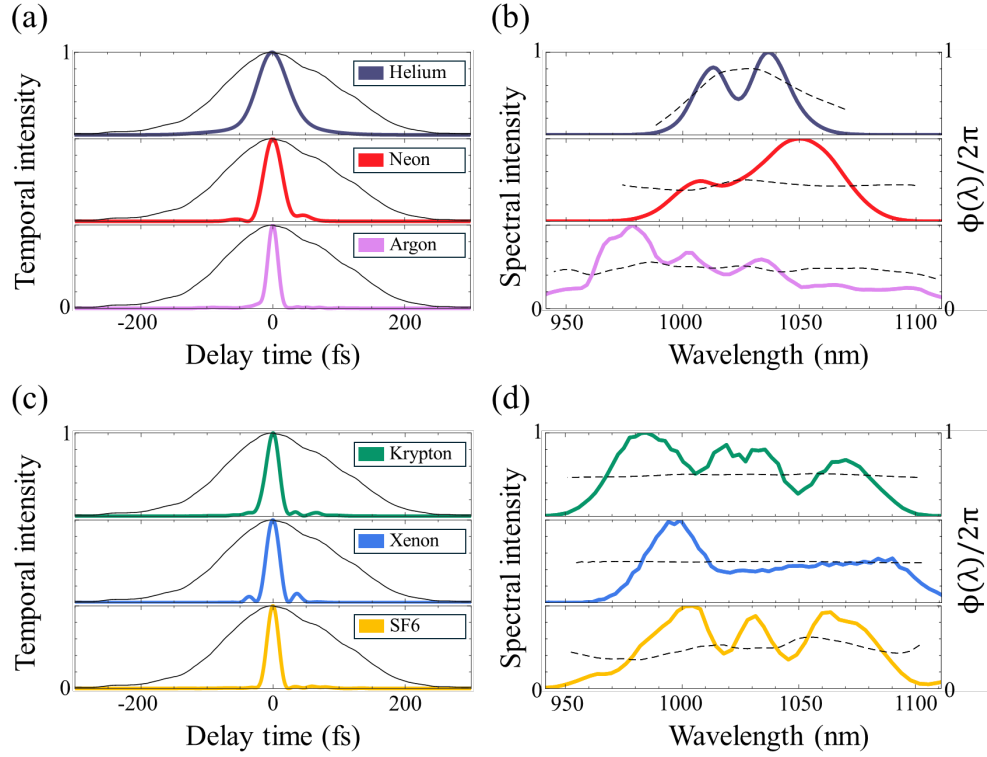 (a)
(b)
Temporal intensity
1
Helium
Neon
Argon
1
-200
0
200
Delay time (fs)
Spectral intensity
1
0
950
1000
1050
1100
Wavelength (nm)
1
0
ϕ(λ)/2π
(c)
(d)
Temporal intensity
1
Krypton
Xenon
SF6
1
-200
0
200
Delay time (fs)
Spectral intensity
1
0
950
1000
1050
1100
Wavelength (nm)
1
0
ϕ(λ)/2π